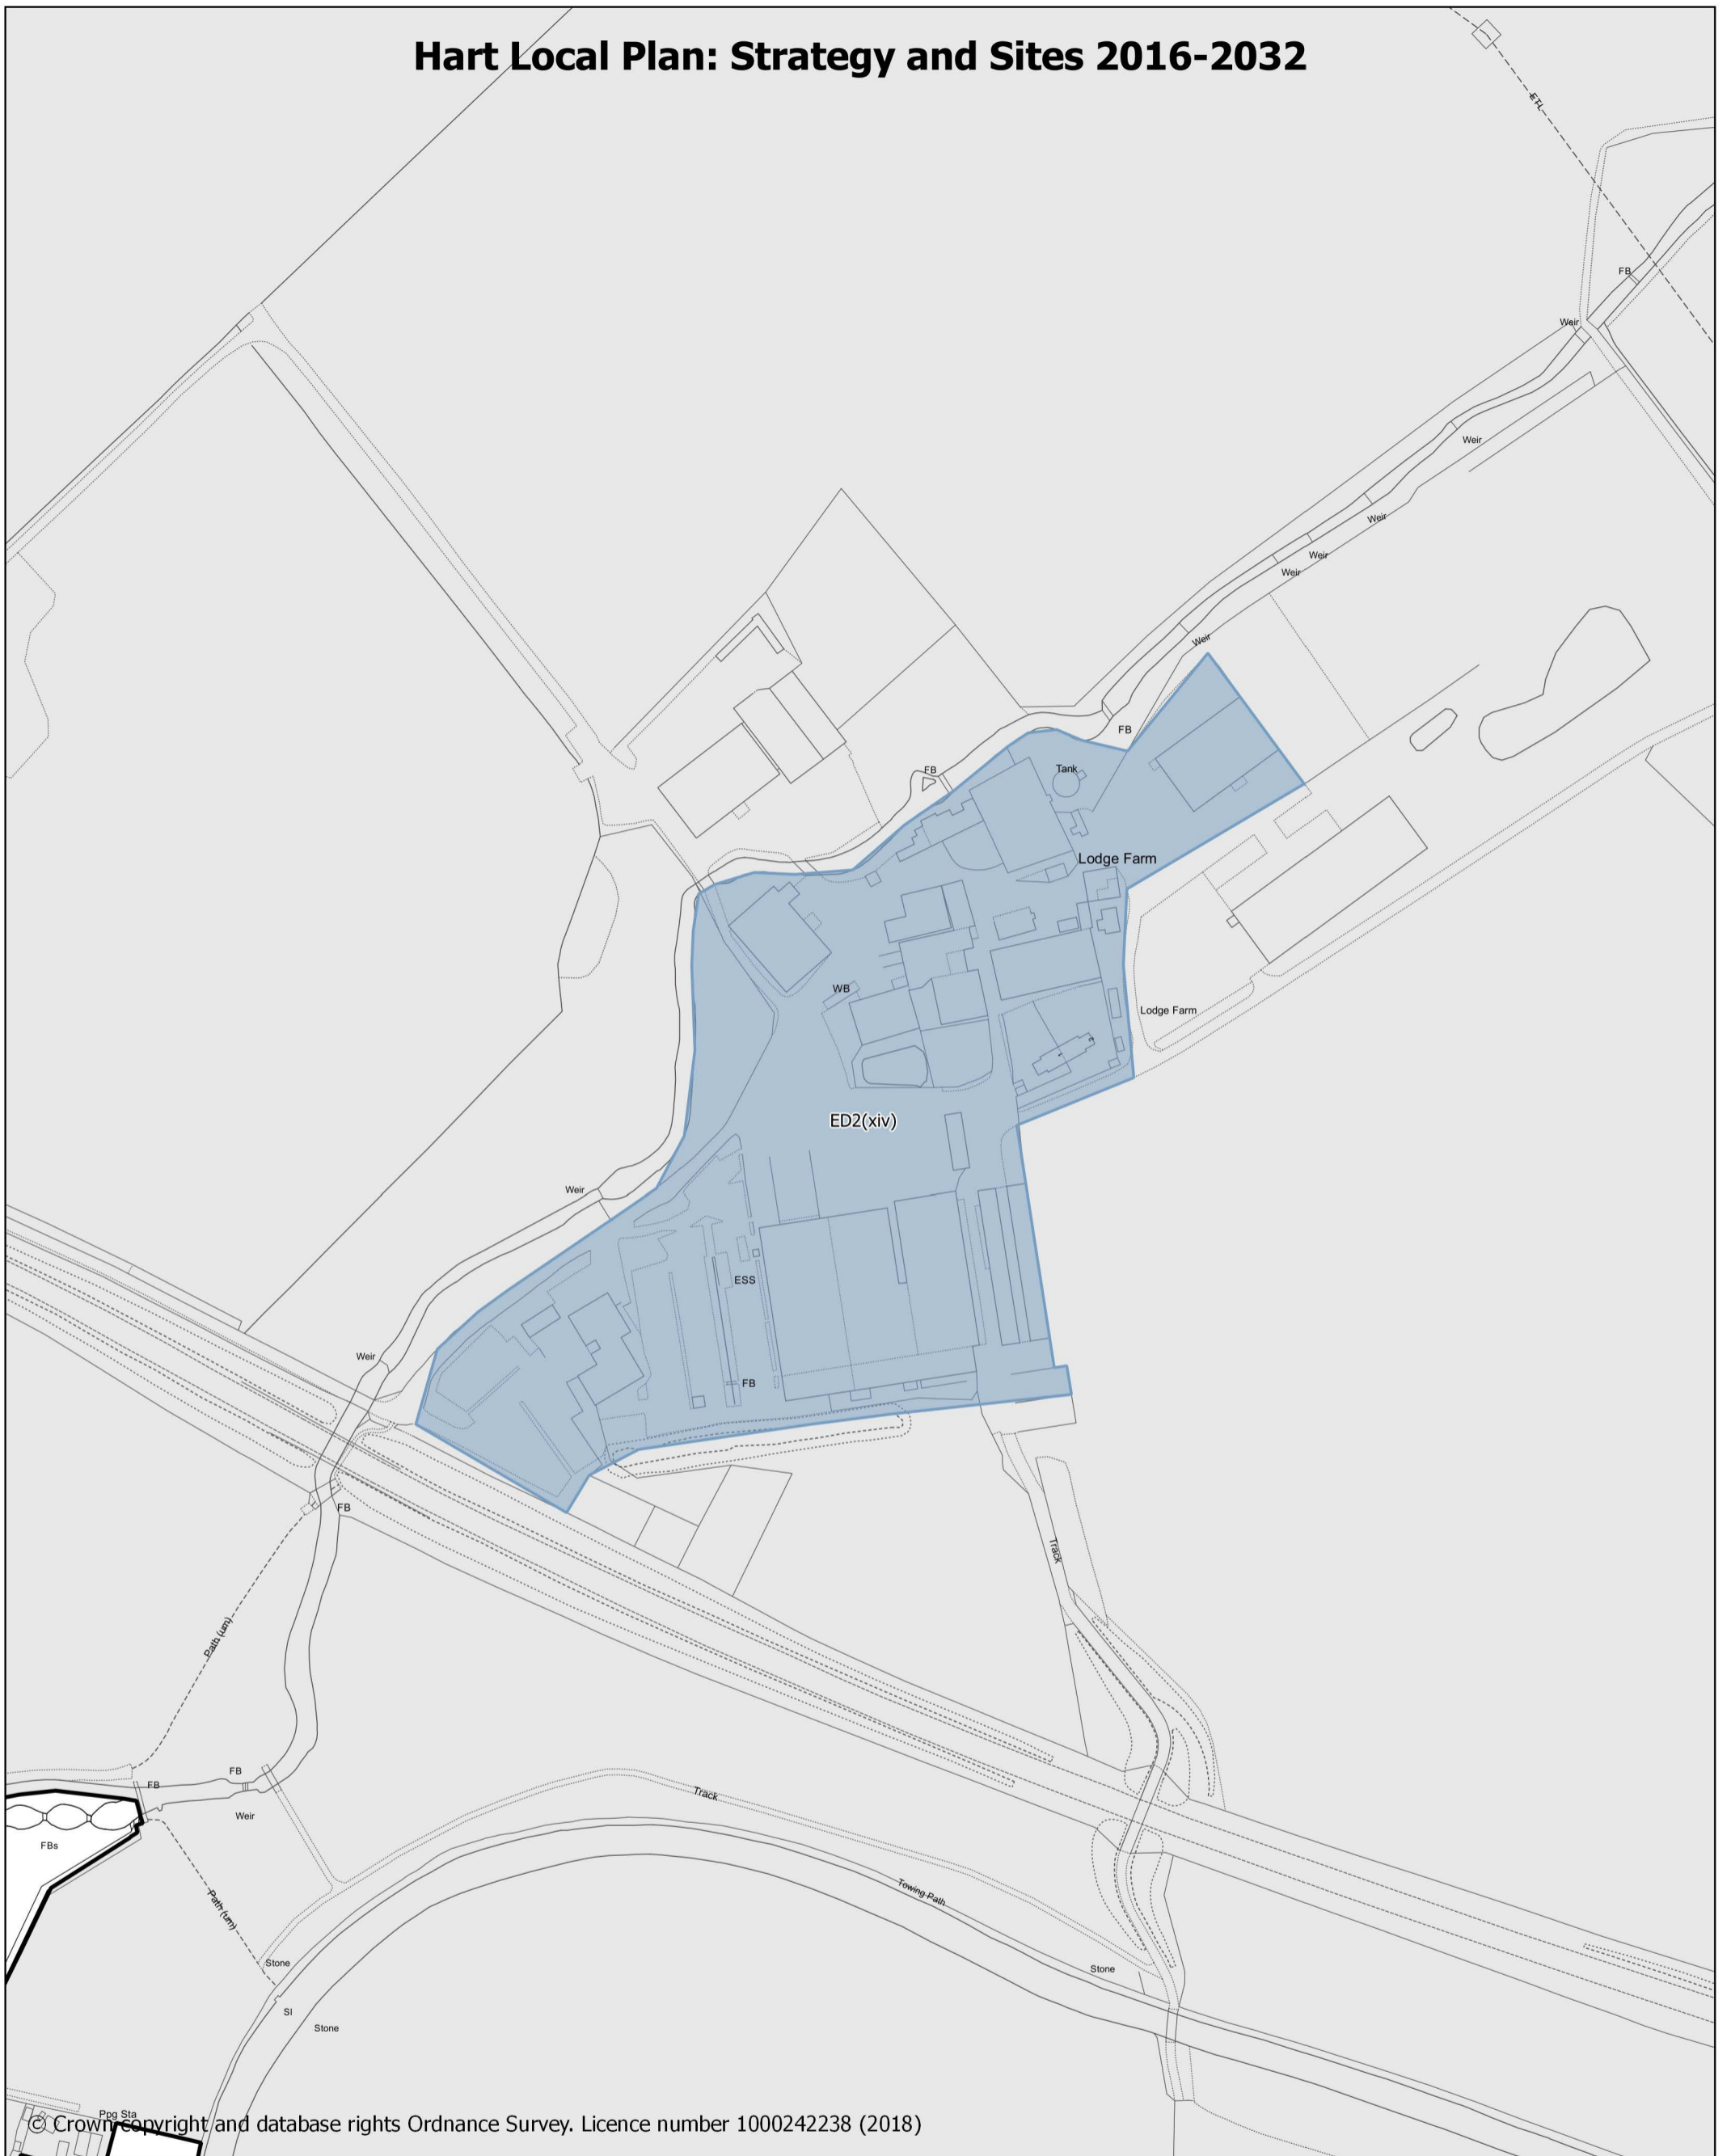 Hart Local Plan: Strategy and Sites 2016-2032
ETL
FB
Weir
Weir
Weir
Weir
Weir
Weir
FB
FB
Tank
Lodge Farm
WB
Lodge Farm
ED2(xiv)
Weir
ESS
Weir
FB
FB
Track
Path (um)
FB
FB
Weir
Track
FBs
Path (um)
Towing Path
Stone
Stone
Sl
Stone
Ppg Sta
© Crown copyright and database rights Ordnance Survey. Licence number 1000242238 (2018)